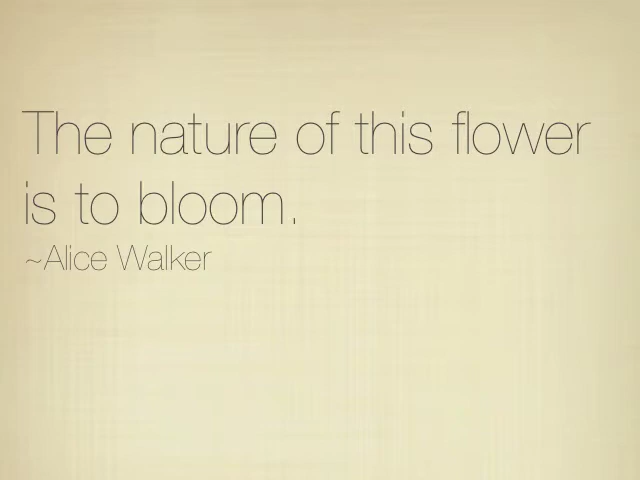 The nature of this flower
is to bloom.
~Alice Walker